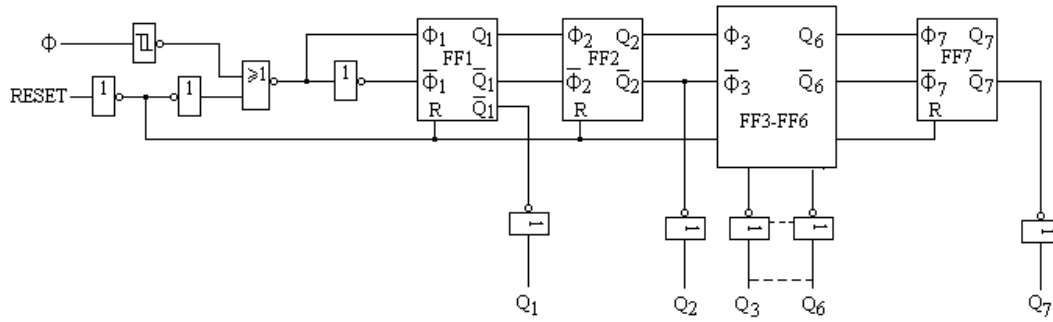 Φ
RESET
1
1
≥1
1
Φ1 Q1
FF1
Φ̅1 Q̅1
R Q̅1
Φ2 Q2
FF2
Φ̅2 Q̅2
R
Φ3 Q6
Φ̅3 Q̅6
FF3-FF6
Φ7 Q7
FF7
Φ̅7 Q̅7
R
1
1
1
1
1
Q1
Q2
Q3
Q6
Q7